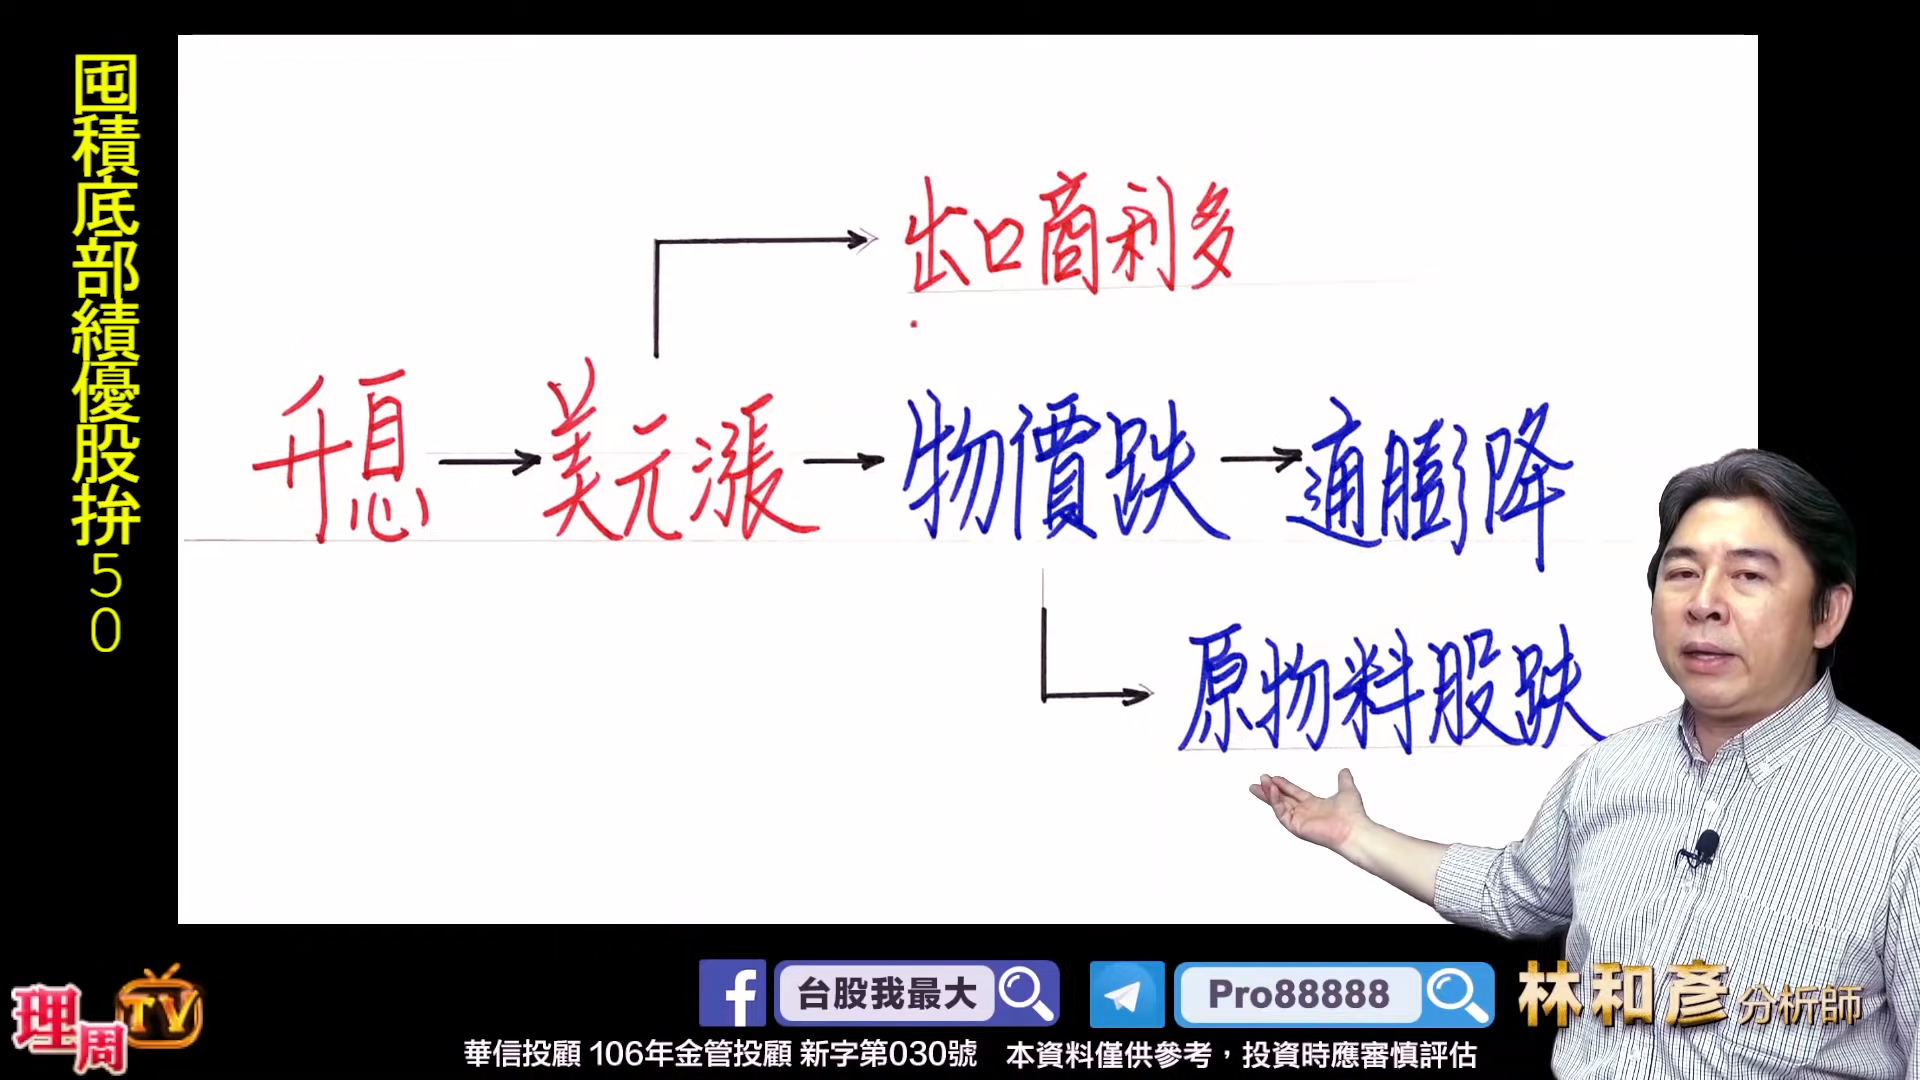 囤積底部績優股拚50
出口商利多
升息→美元漲→物價跌→通膨降
原物料股跌
理周TV
台股我最大
Pro88888
林和彥分析師
華信投顧 106年金管投顧 新字第030號 本資料僅供參考，投資時應審慎評估